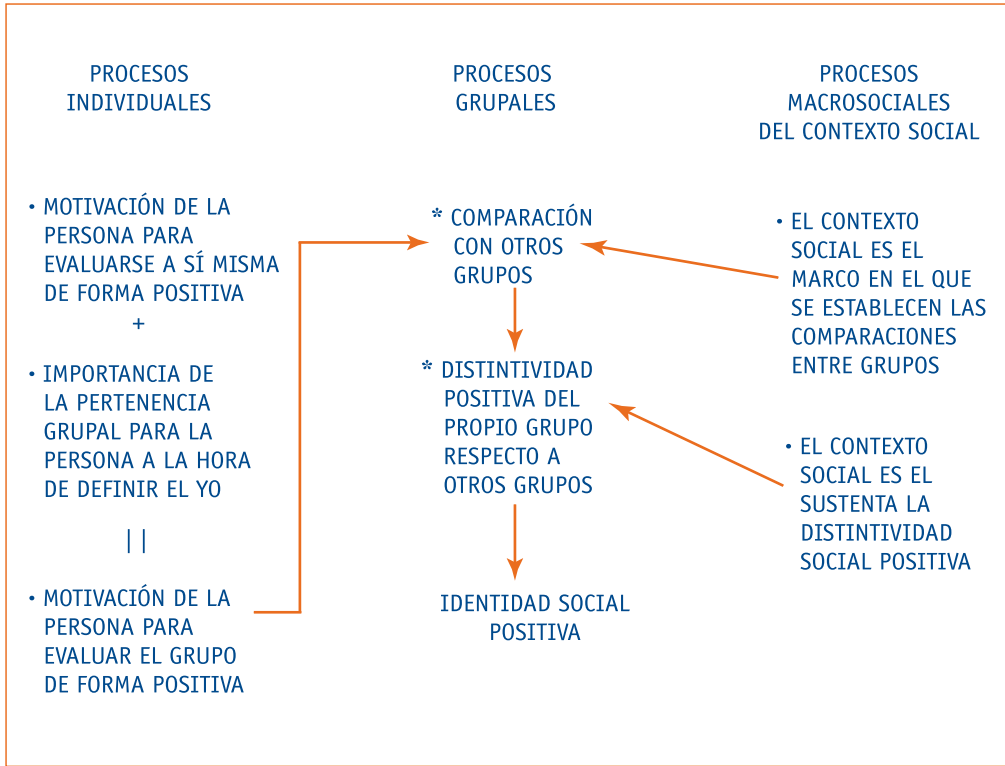 PROCESOS
INDIVIDUALES
• MOTIVACIÓN DE LA
PERSONA PARA
EVALUARSE A SÍ MISMA
DE FORMA POSITIVA
+
• IMPORTANCIA DE
LA PERTENENCIA
GRUPAL PARA LA
PERSONA A LA HORA
DE DEFINIR EL YO
||
• MOTIVACIÓN DE LA
PERSONA PARA
EVALUAR EL GRUPO
DE FORMA POSITIVA
PROCESOS
GRUPALES
* COMPARACIÓN
CON OTROS
GRUPOS
* DISTINTIVIDAD
POSITIVA DEL
PROPIO GRUPO
RESPECTO A
OTROS GRUPOS
IDENTIDAD SOCIAL
POSITIVA
PROCESOS
MACROSOCIALES
DEL CONTEXTO SOCIAL
• EL CONTEXTO
SOCIAL ES EL
MARCO EN EL QUE
SE ESTABLECEN LAS
COMPARACIONES
ENTRE GRUPOS
• EL CONTEXTO
SOCIAL ES EL
SUSTENTA LA
DISTINTIVIDAD
SOCIAL POSITIVA